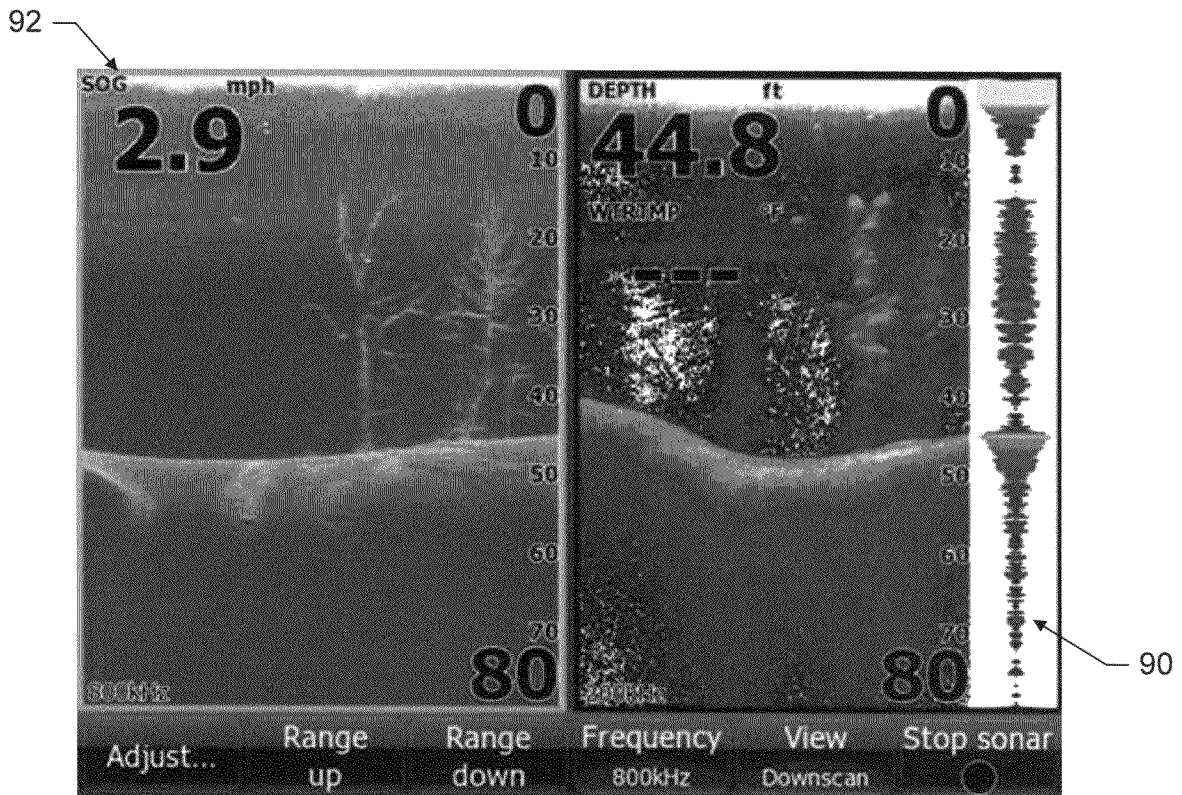 92
SOG mph
2.9
0
10
20
30
40
50
60
70
80
800kHz
DEPTH ft
44.8
WTRTMP °F
---
0
10
20
30
40
50
60
70
80
200kHz
90
Adjust...
Range up
Range down
Frequency
800kHz
View
Downscan
Stop sonar